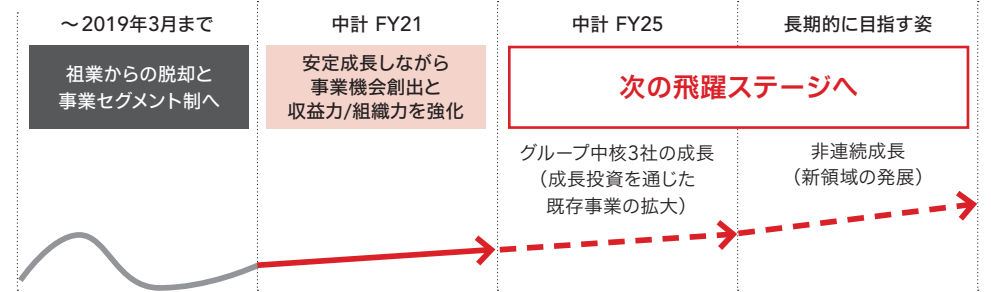 ～2019年3月まで
中計 FY21
中計 FY25
長期的に目指す姿
祖業からの脱却と
事業セグメント制へ
安定成長しながら
事業機会創出と
収益力/組織力を強化
次の飛躍ステージへ
グループ中核3社の成長
（成長投資を通じた
既存事業の拡大）
非連続成長
（新領域の発展）